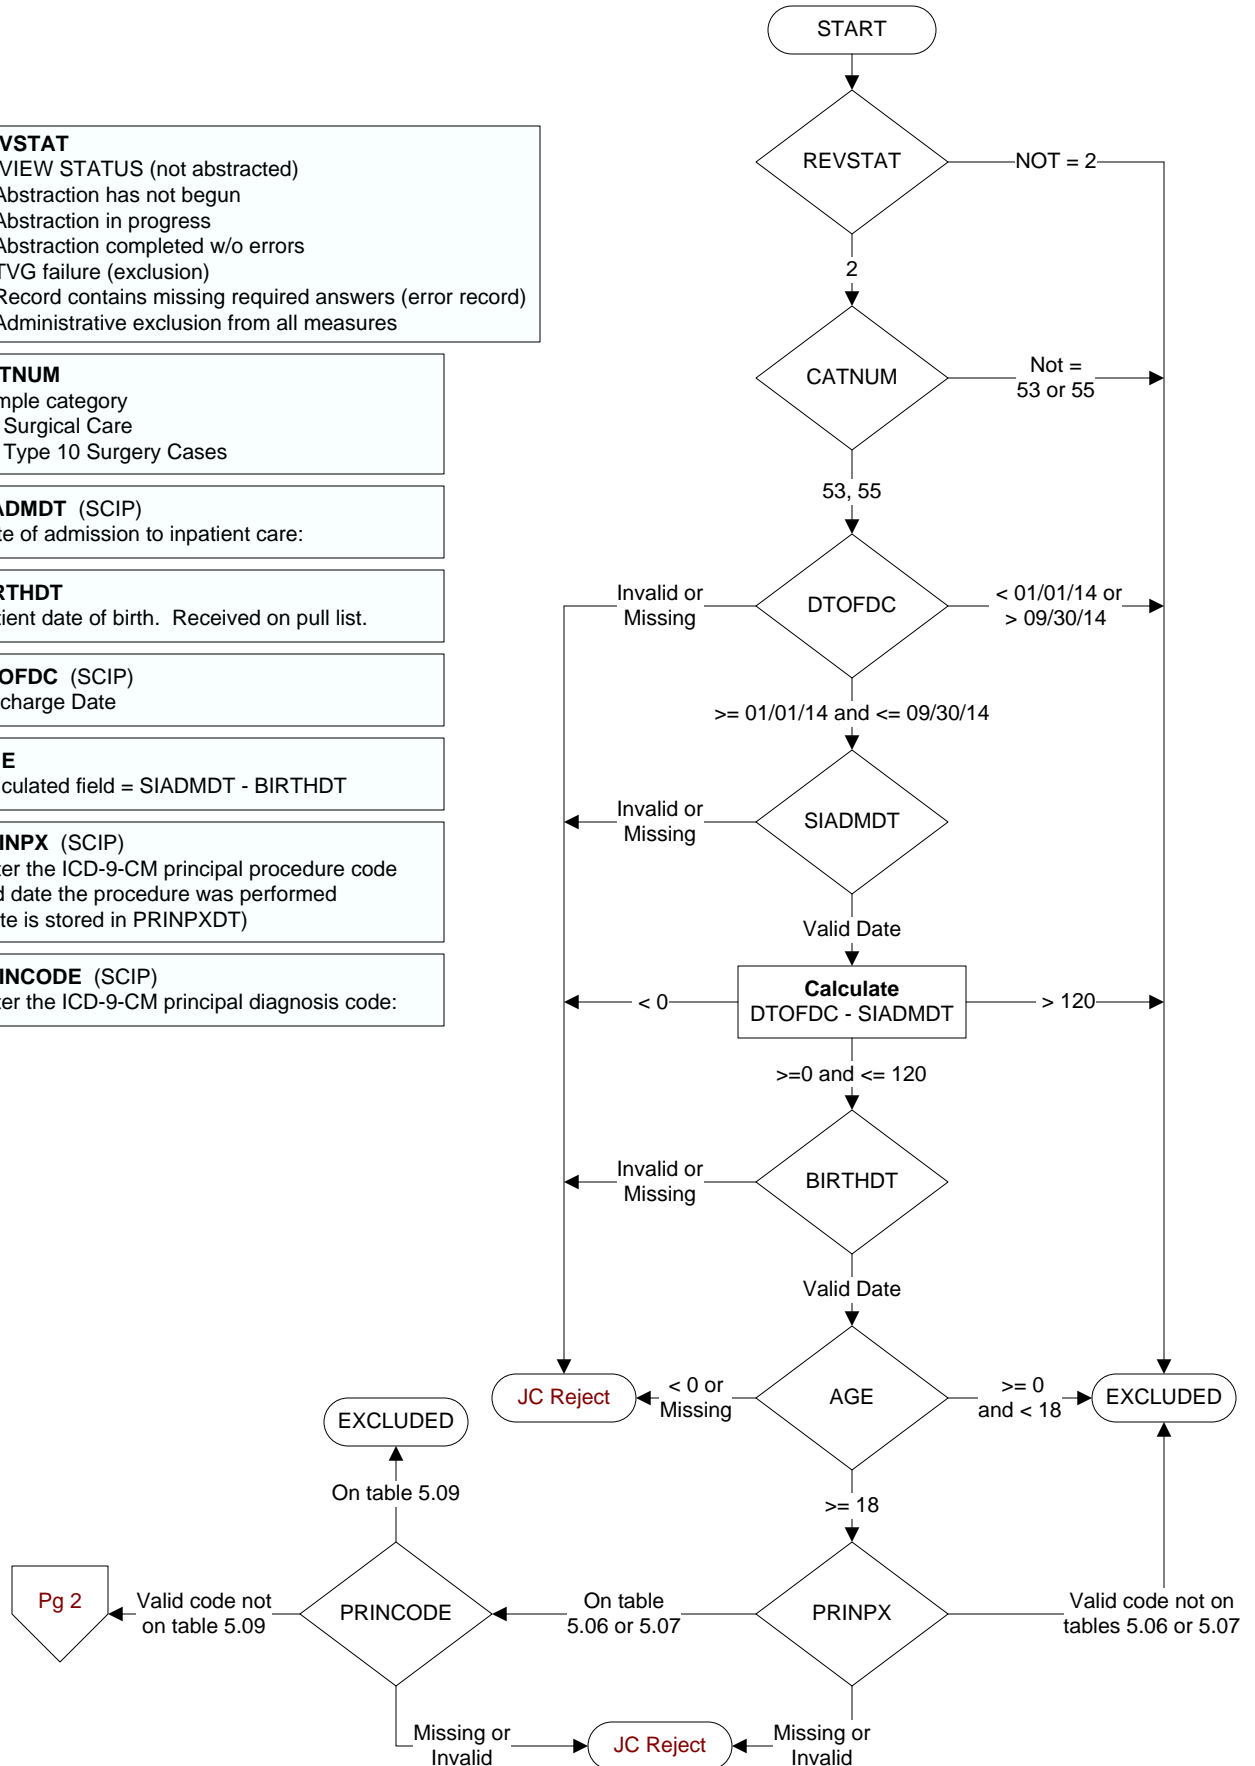 START
REVSTAT
NOT = 2
2
CATNUM
Not =
53 or 55
53, 55
DTOFDC
Invalid or
Missing
< 01/01/14 or
> 09/30/14
>= 01/01/14 and <= 09/30/14
SIADMDT
Invalid or
Missing
Valid Date
Calculate
DTOFDC - SIADMDT
< 0
> 120
>=0 and <= 120
BIRTHDT
Invalid or
Missing
Valid Date
AGE
< 0 or
Missing
JC Reject
>= 0
and < 18
EXCLUDED
>= 18
PRINPX
Valid code not on
tables 5.06 or 5.07
On table
5.06 or 5.07
Missing or
Invalid
JC Reject
PRINCODE
On table 5.09
EXCLUDED
Valid code not
on table 5.09
Pg 2
Missing or
Invalid
VSTAT
VIEW STATUS (not abstracted)
Abstraction has not begun
Abstraction in progress
Abstraction completed w/o errors
TVG failure (exclusion)
Record contains missing required answers (error record)
Administrative exclusion from all measures
TNUM
mple category
Surgical Care
Type 10 Surgery Cases
ADMDT (SCIP)
te of admission to inpatient care:
RTHDT
tient date of birth. Received on pull list.
OFDC (SCIP)
charge Date
E
culated field = SIADMDT - BIRTHDT
INPX (SCIP)
ter the ICD-9-CM principal procedure code
d date the procedure was performed
te is stored in PRINPXDT)
INCODE (SCIP)
ter the ICD-9-CM principal diagnosis code: